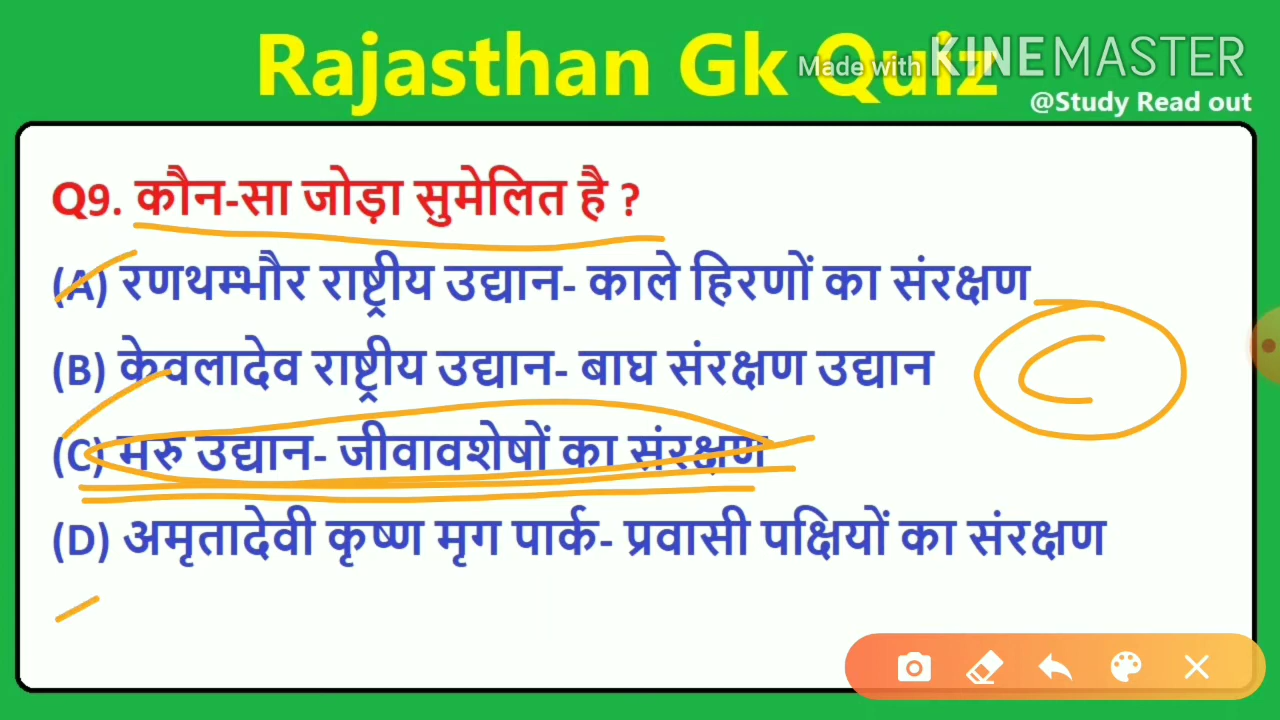 Rajasthan Gk Quiz
Made with KINEMASTER
@Study Read out
Q9. कौन-सा जोड़ा सुमेलित है ?
(A) रणथम्भौर राष्ट्रीय उद्यान- काले हिरणों का संरक्षण
(B) केवलादेव राष्ट्रीय उद्यान- बाघ संरक्षण उद्यान
C
(C) मरु उद्यान- जीवावशेषों का संरक्षण
(D) अमृतादेवी कृष्ण मृग पार्क- प्रवासी पक्षियों का संरक्षण